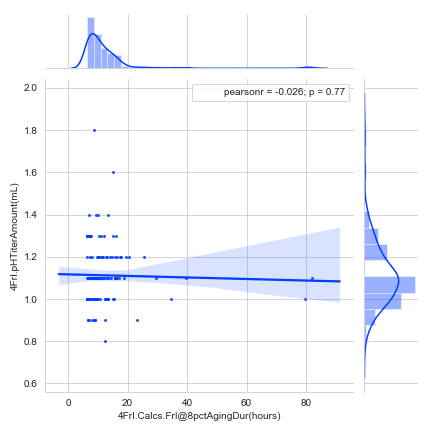 pearsonr = -0.026; p = 0.77
2.0
1.8
1.6
1.4
1.2
1.0
0.8
0.6
4Frl.pHTiterAmount(mL)
0 20 40 60 80
4Frl.Calcs.Frl@8pctAgingDur(hours)